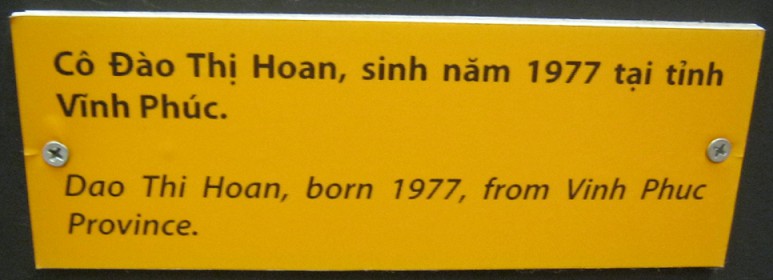 Cô Đào Thị Hoan, sinh năm 1977 tại tỉnh
Vĩnh Phúc.
Dao Thi Hoan, born 1977, from Vinh Phuc
Province.